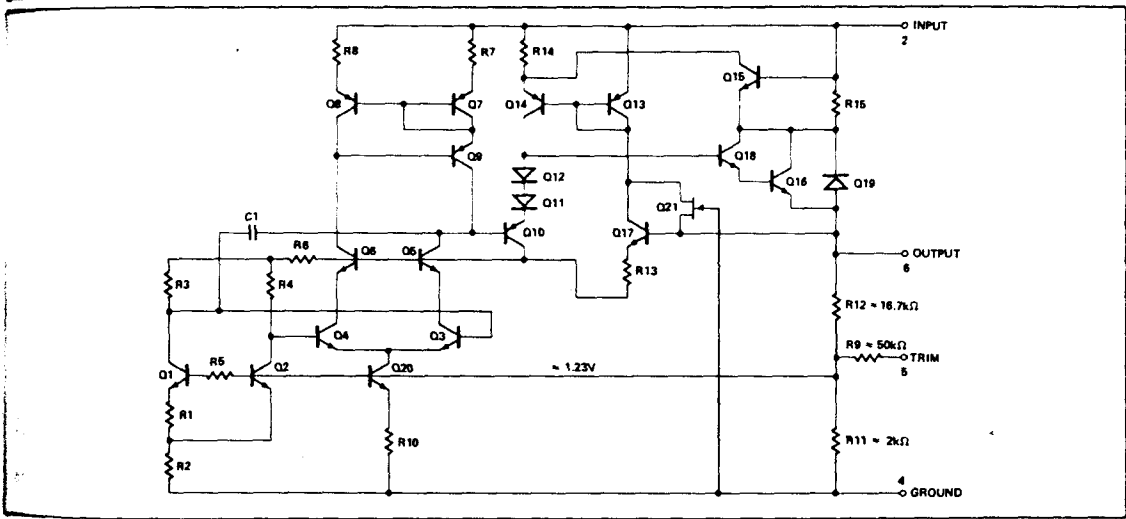 INPUT
2
R8
R7
R14
Q15
R15
Q8
Q7
Q14
Q13
Q9
Q18
Q16
Q19
Q12
Q11
Q21
C1
Q10
Q17
R6
Q6
Q5
R13
OUTPUT
6
R3
R4
R12 ≈ 16.7kΩ
Q4
Q3
R9 ≈ 50kΩ
TRIM
5
Q1
R5
Q2
Q20
≈ 1.23V
R1
R10
R11 ≈ 2kΩ
R2
4
GROUND